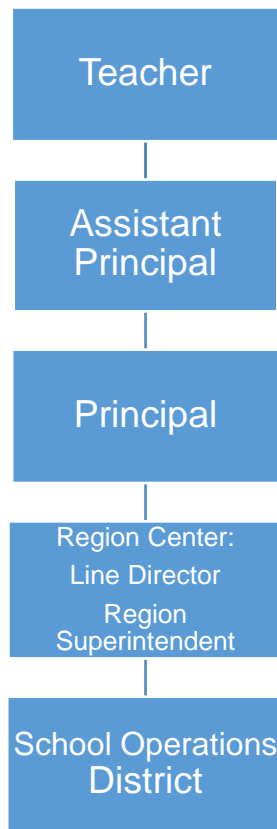 Teacher
Assistant
Principal
Principal
Region Center:
Line Director
Region
Superintendent
School Operations
District